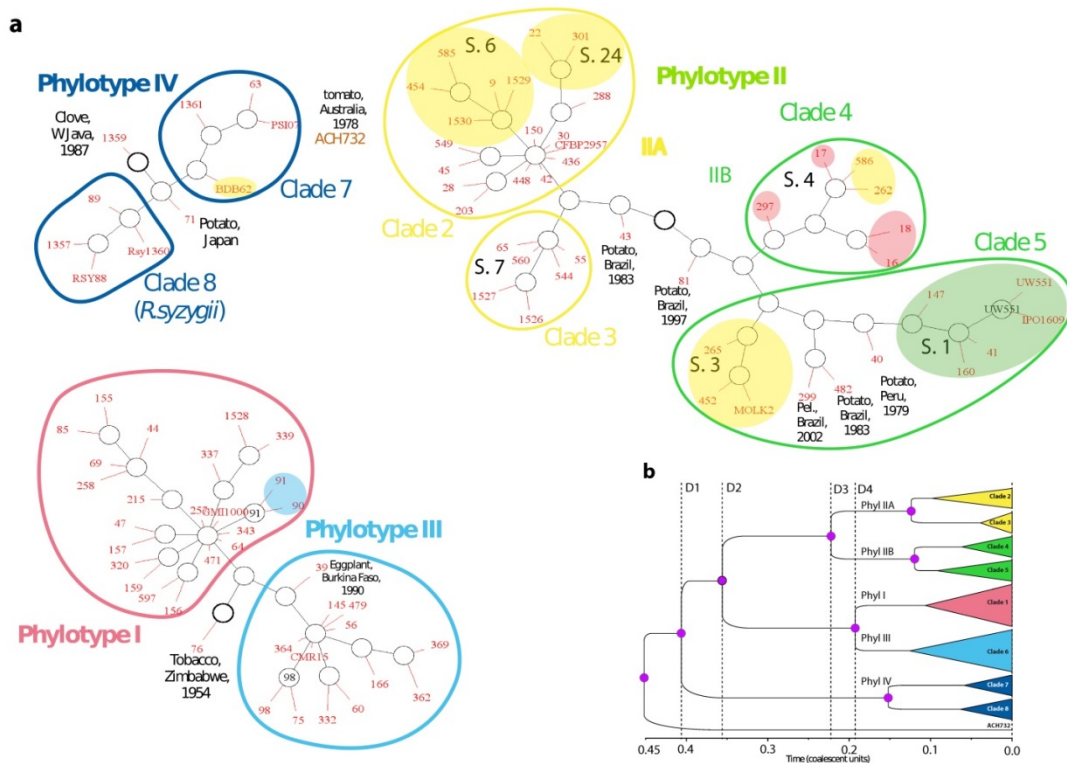 a
Phylotype IV
Clove,
W.Java,
1987
1359
1361
63
PSI07
tomato,
Australia,
1978
ACH732
BDB62
Clade 7
71
Potato,
Japan
89
1357
RSY88
Rsy1360
Clade 8
(R.syzygii)
S. 6
585
454
9
1529
1530
22
301
S. 24
288
150
30
CFBP2957
436
549
45
28
448
42
203
IIA
Clade 2
Phylotype II
65
S. 7
560
55
544
1527
1526
Clade 3
43
Potato,
Brazil,
1983
81
Potato,
Brazil,
1997
Clade 4
IIB
17
S. 4
586
262
297
18
16
Clade 5
147
UW551
UW551
IPO1609
S. 1
41
160
265
S. 3
452
MOLK2
299
Pel.,
Brazil,
2002
482
Potato,
Brazil,
1983
40
Potato,
Peru,
1979
155
85
44
69
258
215
1528
339
337
91
91
90
343
64
47
157
320
159
597
156
471
Phylotype I
76
Tobacco,
Zimbabwe,
1954
Phylotype III
39
Eggplant,
Burkina Faso,
1990
145
479
56
364
CMR15
369
362
166
98
98
75
332
60
b
D1
D2
D3
D4
Phyl IIA
Clade 2
Clade 3
Phyl IIB
Clade 4
Clade 5
Phyl I
Clade 1
Phyl III
Clade 6
Phyl IV
Clade 7
Clade 8
ACH732
0.45
0.4
0.3
0.2
0.1
0.0
Time (coalescent units)